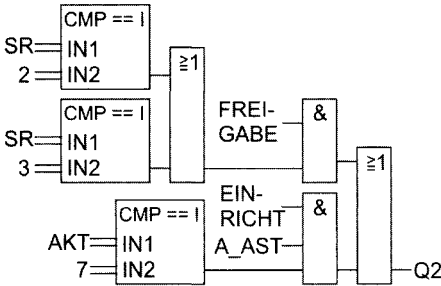 CMP == I
SR IN1
2 IN2
≧1
CMP == I
SR IN1
3 IN2
FREI-
GABE
&
≧1
EIN-
RICHT
&
A_AST
CMP == I
AKT IN1
7 IN2
Q2